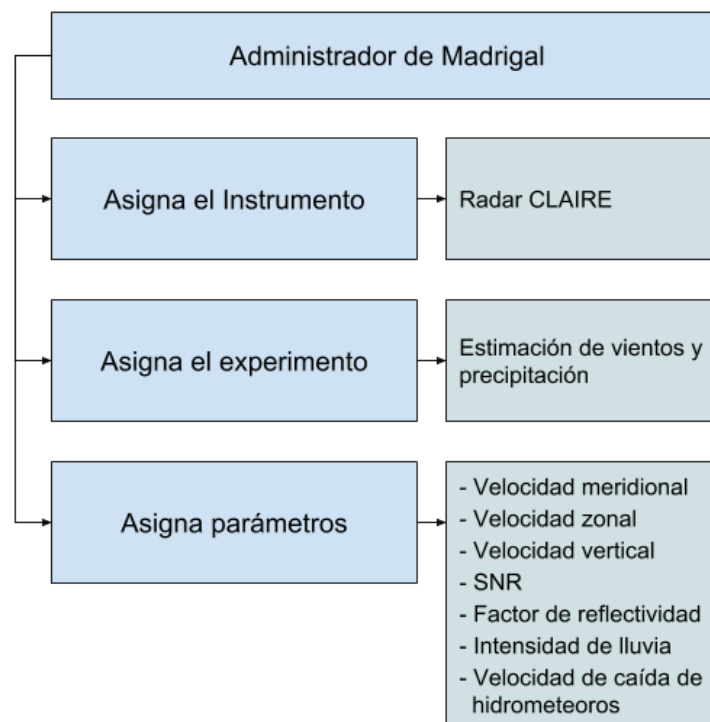 Administrador de Madrigal
Asigna el Instrumento
Radar CLAIRE
Asigna el experimento
Estimación de vientos y
precipitación
Asigna parámetros
- Velocidad meridional
- Velocidad zonal
- Velocidad vertical
- SNR
- Factor de reflectividad
- Intensidad de lluvia
- Velocidad de caída de
hidrometeoros